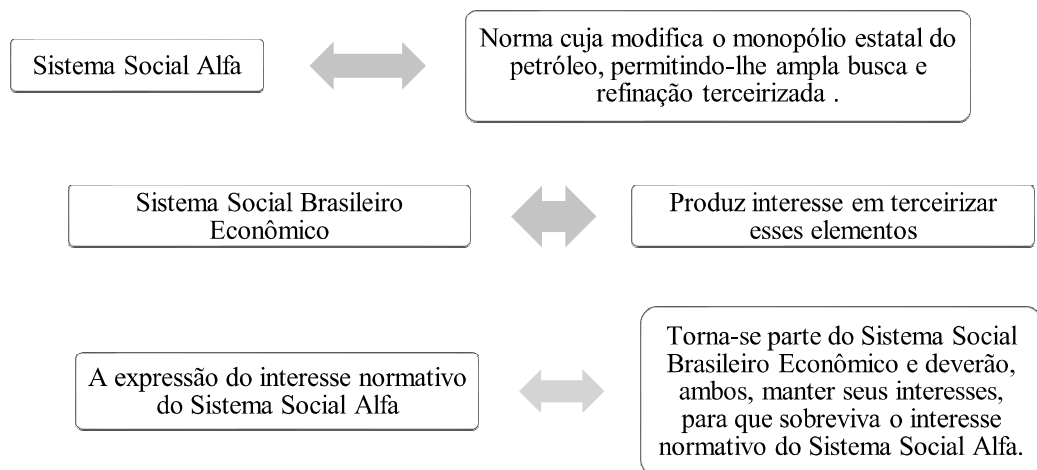 Sistema Social Alfa
Norma cuja modifica o monopólio estatal do
petróleo, permitindo-lhe ampla busca e
refinação terceirizada .
Sistema Social Brasileiro
Econômico
Produz interesse em terceirizar
esses elementos
A expressão do interesse normativo
do Sistema Social Alfa
Torna-se parte do Sistema Social
Brasileiro Econômico e deverão,
ambos, manter seus interesses,
para que sobreviva o interesse
normativo do Sistema Social Alfa.